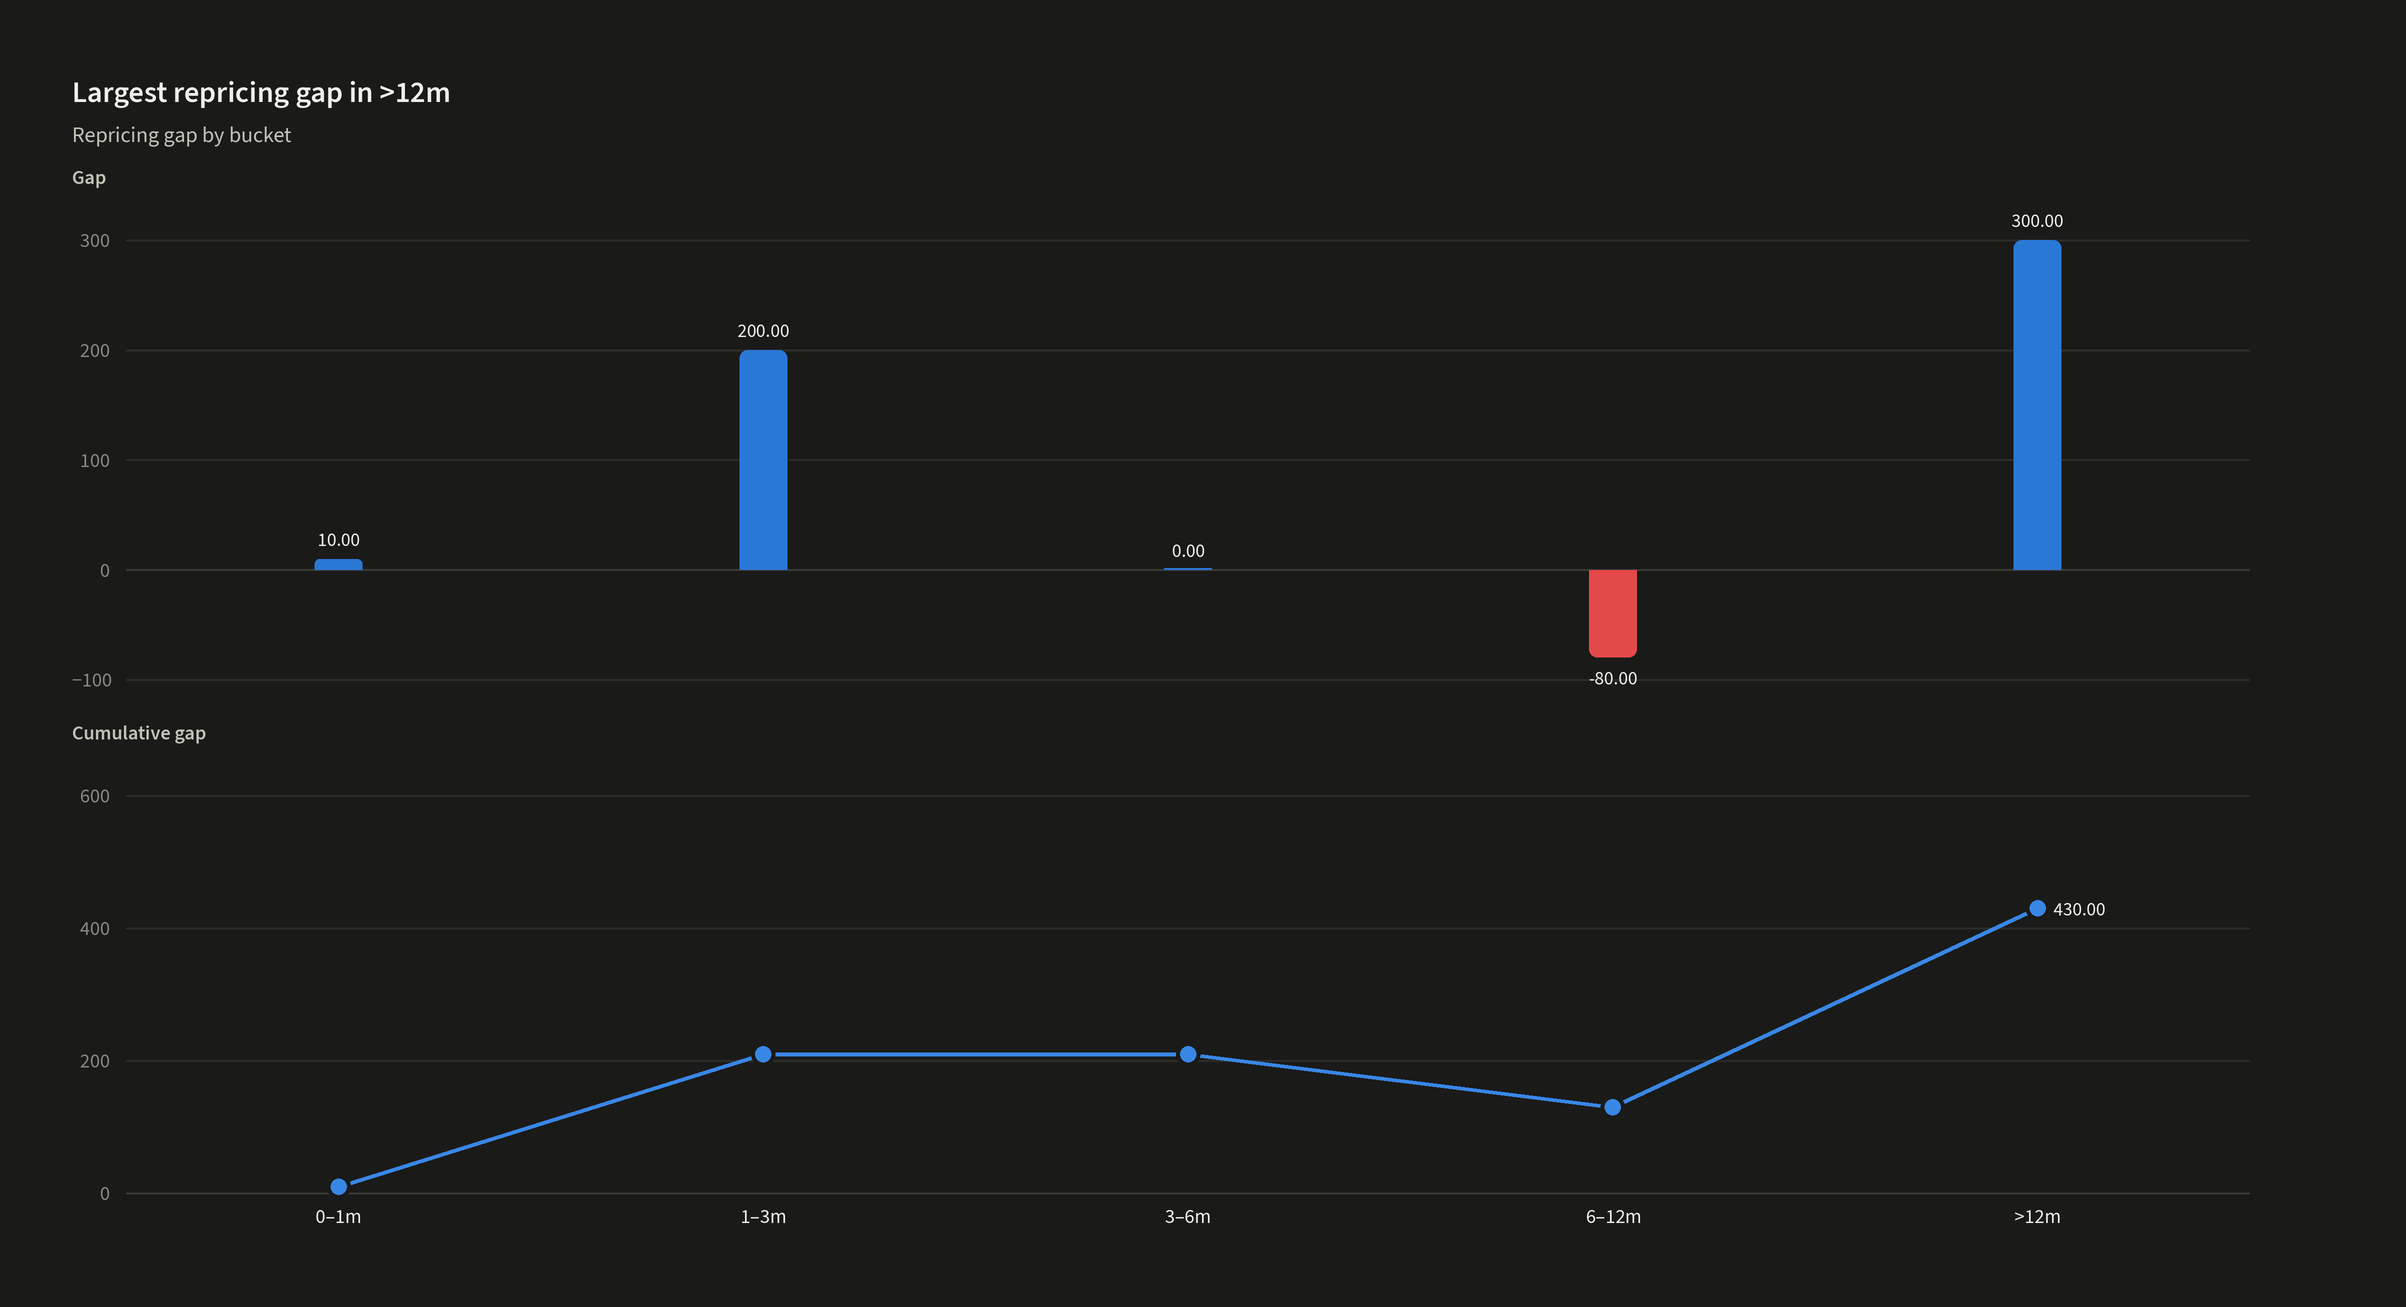 Largest repricing gap in >12m
Repricing gap by bucket
Gap
300
200
100
0
−100
10.00
200.00
0.00
-80.00
300.00
Cumulative gap
600
400
200
0
430.00
0–1m
1–3m
3–6m
6–12m
>12m